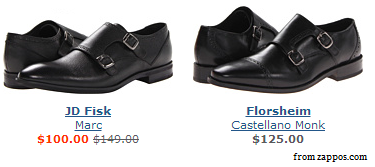 JD Fisk
Marc
$100.00 $149.00
Florsheim
Castellano Monk
$125.00
from zappos.com